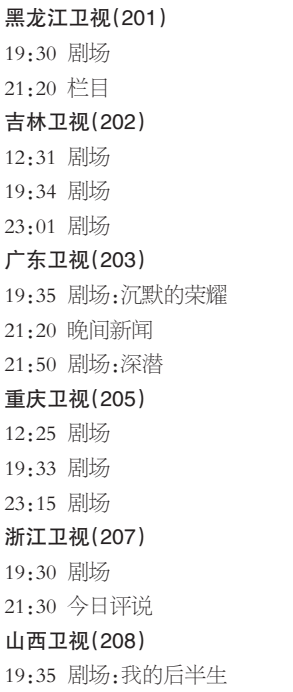 黑龙江卫视(201)
19:30 剧场
21:20 栏目
吉林卫视(202)
12:31 剧场
19:34 剧场
23:01 剧场
广东卫视(203)
19:35 剧场:沉默的荣耀
21:20 晚间新闻
21:50 剧场:深潜
重庆卫视(205)
12:25 剧场
19:33 剧场
23:15 剧场
浙江卫视(207)
19:30 剧场
21:30 今日评说
山西卫视(208)
19:35 剧场:我的后半生